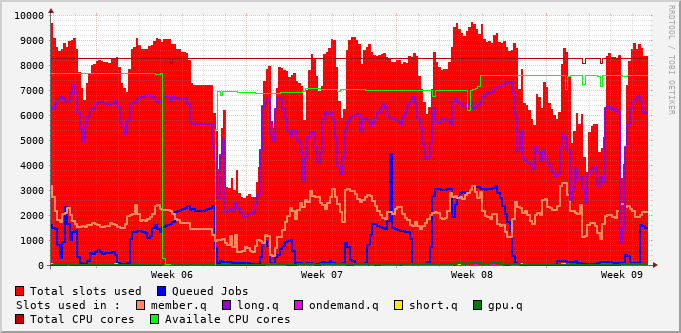 10000
9000
8000
7000
6000
5000
4000
3000
2000
1000
0
Week 06 Week 07 Week 08 Week 09
RRDTOOL / TOBI OETIKER
Total slots used Queued Jobs
Slots used in : member.q long.q ondemand.q short.q gpu.q
Total CPU cores Availale CPU cores